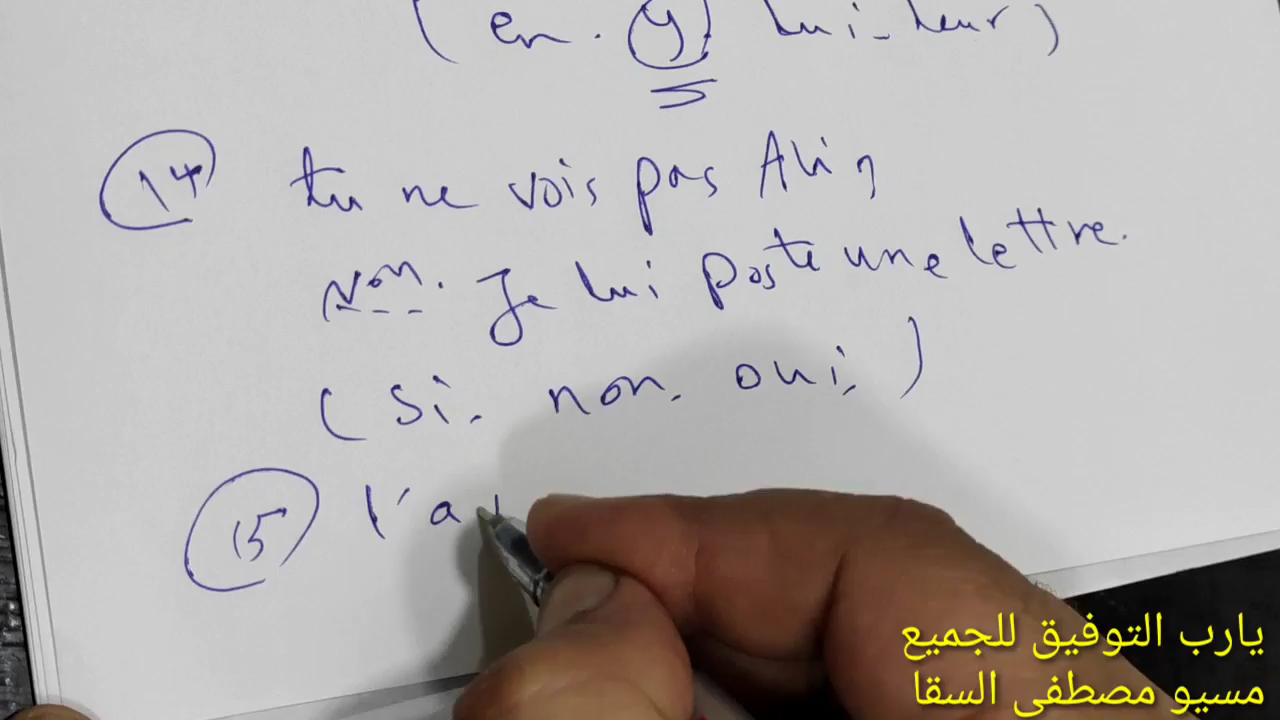 ( en. y) lui - leur )
14 tu ne vois pas Ali,
Non. Je lui poste une lettre.
( Si. non. oui. )
15 l'a
يارب التوفيق للجميع
مسيو مصطفى السقا